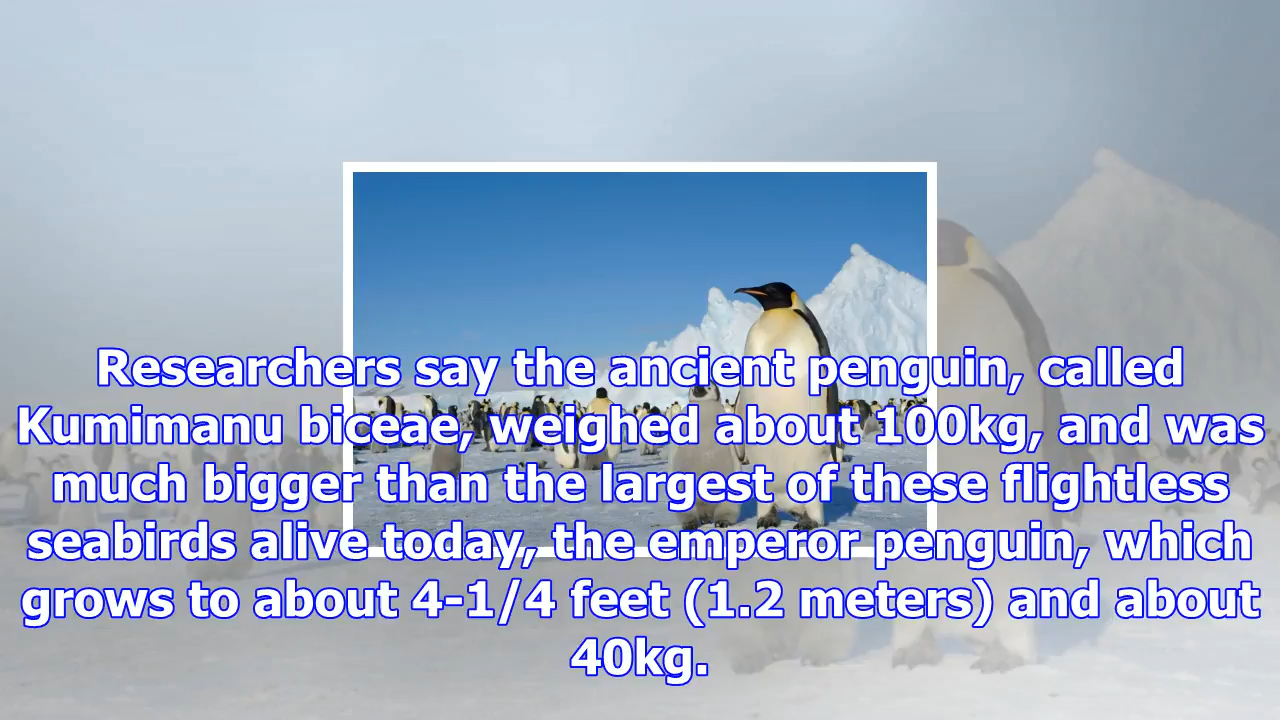 Researchers say the ancient penguin, called
Kumimanu biceae, weighed about 100kg, and was
much bigger than the largest of these flightless
seabirds alive today, the emperor penguin, which
grows to about 4-1/4 feet (1.2 meters) and about
40kg.